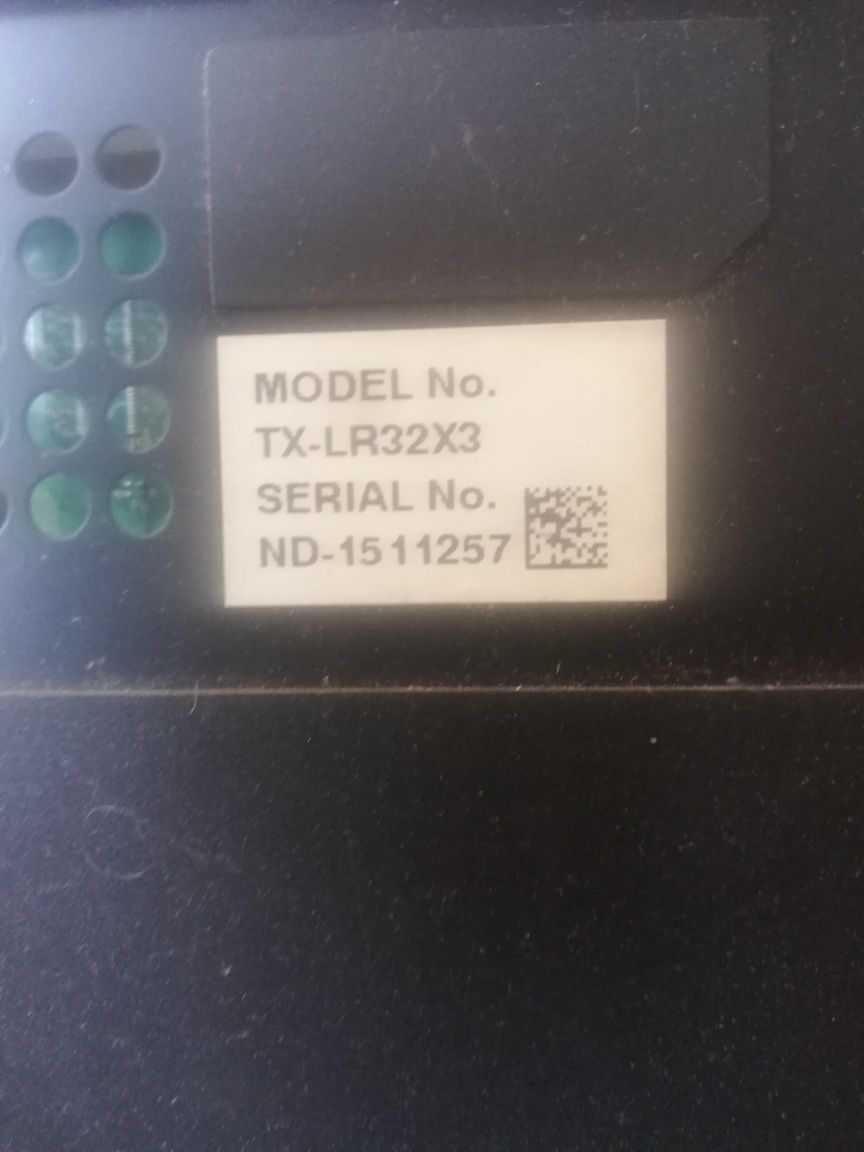 MODEL No.
TX-LR32X3
SERIAL No.
ND-1511257